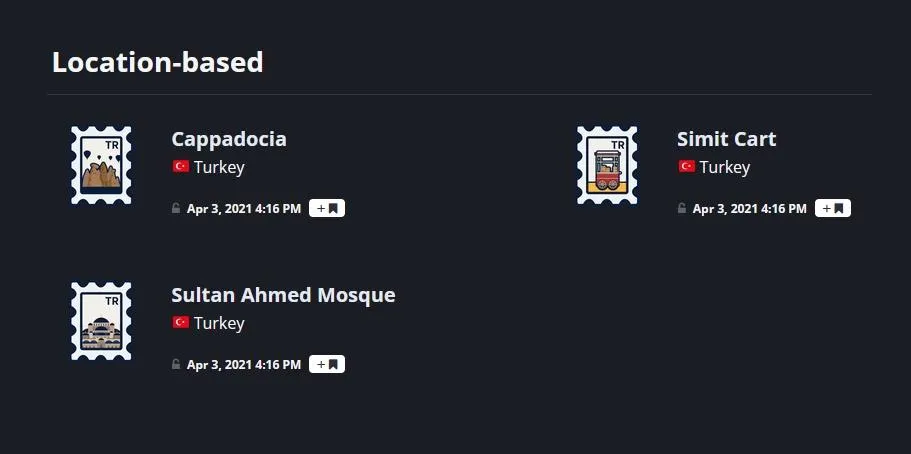 Location-based
TR
Cappadocia
Turkey
Apr 3, 2021 4:16 PM +
TR
Simit Cart
Turkey
Apr 3, 2021 4:16 PM +
TR
Sultan Ahmed Mosque
Turkey
Apr 3, 2021 4:16 PM +